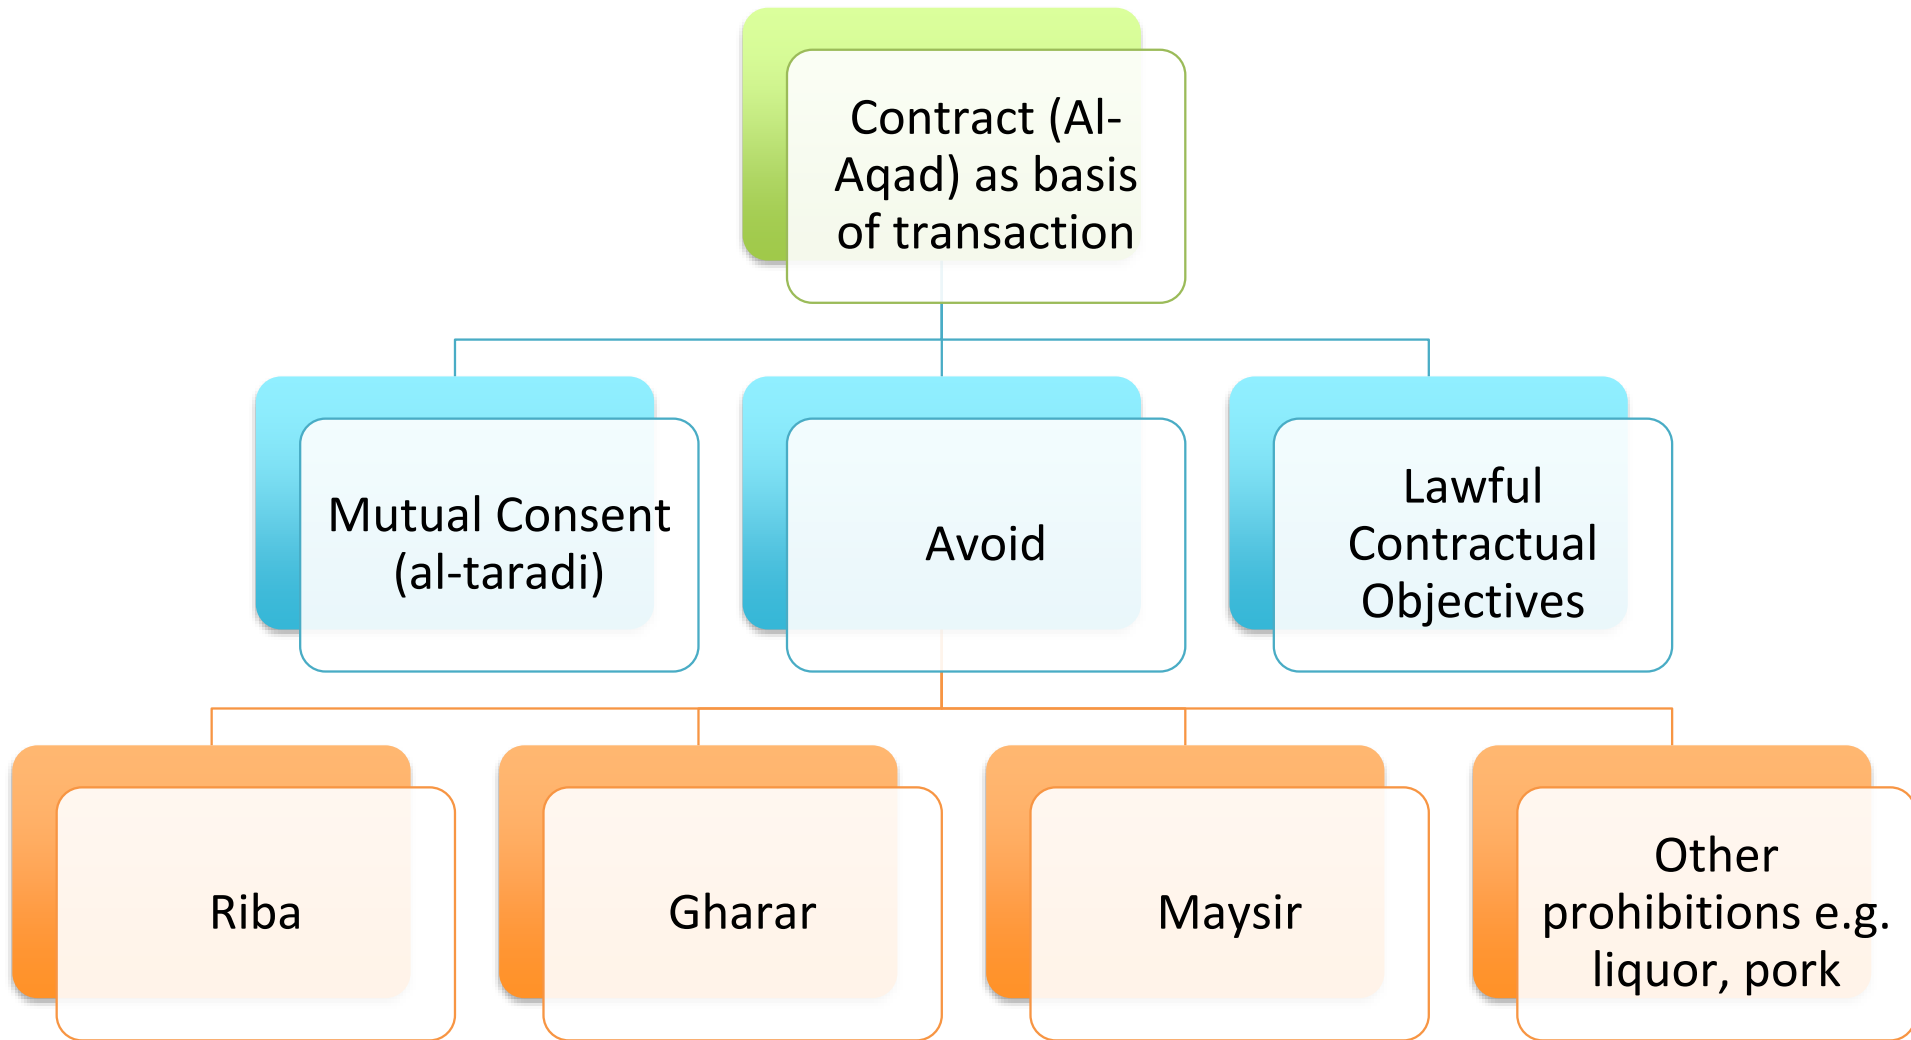 Contract (Al-
Aqad) as basis
of transaction
Mutual Consent
(al-taradi)
Avoid
Lawful
Contractual
Objectives
Riba
Gharar
Maysir
Other
prohibitions e.g.
liquor, pork